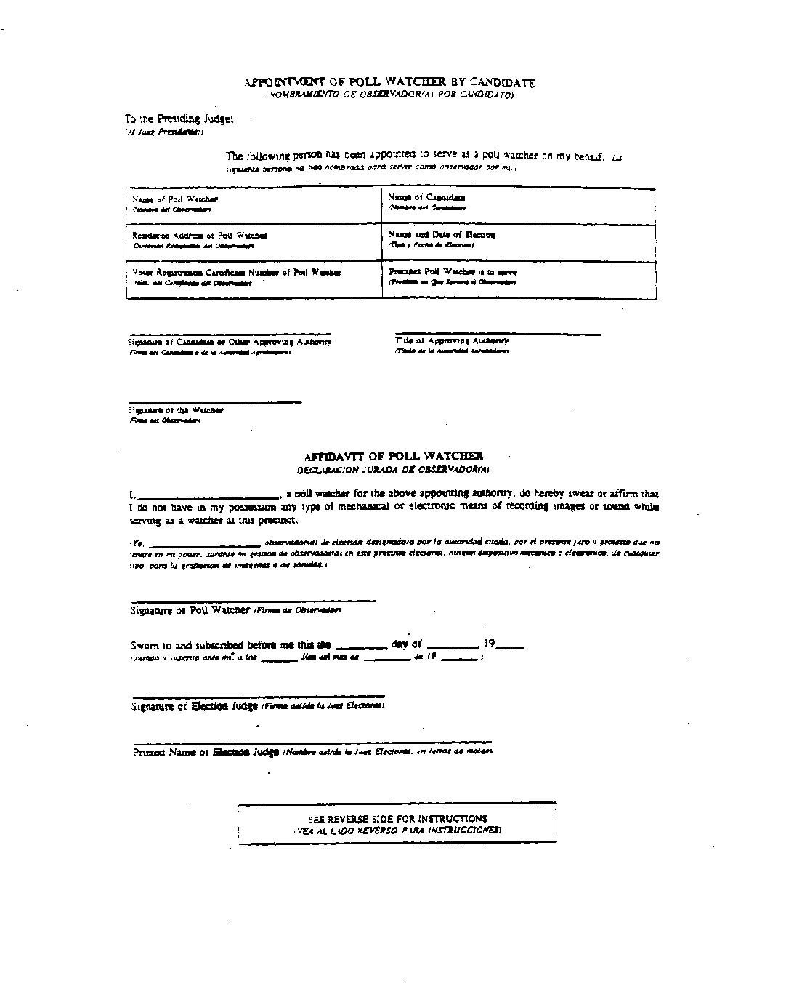 APPOINTMENT OF POLL WATCHER BY CANDIDATE
NOMBRAMIENTO DE OBSERVADOR(A) POR CANDIDATO)
To the Presiding Judge:
(Al Juez Presidente:)
The following person has been appointed to serve as a poll watcher on my behalf. (La
siguiente persona ha sido nombrada para servir como observador por mi.)
Name of Poll Watcher
(Nombre del Observador)
Name of Candidate
(Nombre del Candidato)
Residence Address of Poll Watcher
Direccion Residencial del Observador)
Name and Date of Election
(Tipo y Fecha de Eleccion)
Voter Registration Certificate Number of Poll Watcher
(Núm. del Certificado del Observador)
Precinct Poll Watcher is to serve
(Precinto en Que Servirá el Observador)
Signature of Candidate or Other Approving Authority
Firma del Candidato o de la Autoridad Aprobadora)
Title of Approving Authority
(Título de la Autoridad Aprobadora)
Signature of the Watcher
(Firma del Observador)
AFFIDAVIT OF POLL WATCHER
DECLARACION JURADA DE OBSERVADOR(A)
I, ____________________, a poll watcher for the above appointing authority, do hereby swear or affirm that
I do not have in my possession any type of mechanical or electronic means of recording images or sound while
serving as a watcher at this precinct.
(Yo, ____________________ observador(a) de eleccion designado/a por la autoridad citada, por el presente juro o protesto que no
tendre en mi poder, durante mi gestion de observador(a) en este precinto electoral, ningun dispositivo mecanico o electronico, de cualquier
tipo, para la grabacion de imagenes o de sonidos.)
Signature of Poll Watcher (Firma de Observador)
Sworn to and subscribed before me this the ________ day of ________, 19_____.
(Jurado y suscrito ante mí, a los ______ días del mes de ________ de 19 ______)
Signature of Election Judge (Firma del/de la Juez Electoral)
Printed Name of Election Judge (Nombre del/de la Juez Electoral, en letras de molde)
SEE REVERSE SIDE FOR INSTRUCTIONS
(VEA AL LADO REVERSO PARA INSTRUCCIONES)